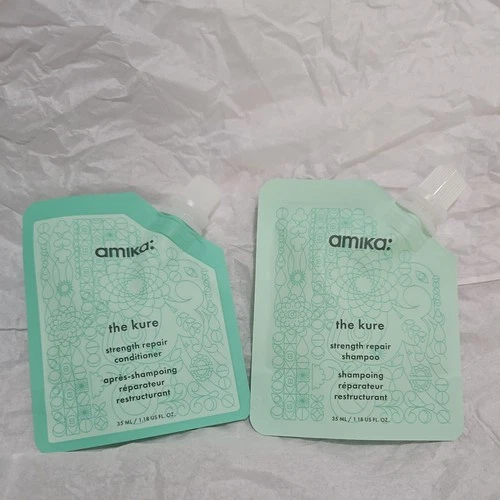 amika:
the kure
strength repair
conditioner
après-shampoing
réparateur
restructurant
35 ML / 1.18 US FL. OZ.
amika:
the kure
strength repair
shampoo
shampoing
réparateur
restructurant
35 ML / 1.18 US FL. OZ.